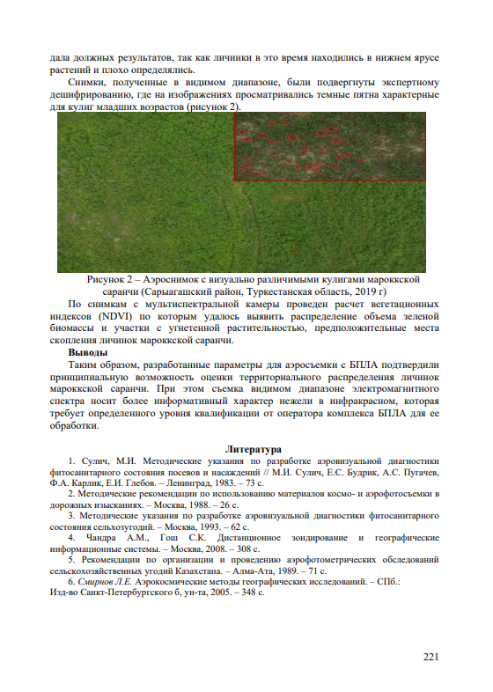 дала должных результатов, так как личинки в это время находились в нижнем ярусе
растений и плохо определялись.
Снимки, полученные в видимом диапазоне, были подвергнуты экспертному
дешифрированию, где на изображениях просматривались темные пятна характерные
для кулиг младших возрастов (рисунок 2).
Рисунок 2 – Аэроснимок с визуально различимыми кулигами мароккской
саранчи (Сарыагашский район, Туркестанская область, 2019 г)
По снимкам с мультиспектральной камеры проведен расчет вегетационных
индексов (NDVI) по которым удалось выявить распределение объема зеленой
биомассы и участки с угнетенной растительностью, предположительные места
скопления личинок мароккской саранчи.
Выводы
Таким образом, разработанные параметры для аэросъемки с БПЛА подтвердили
принципиальную возможность оценки территориального распределения личинок
мароккской саранчи. При этом съемка видимом диапазоне электромагнитного
спектра носит более информативный характер нежели в инфракрасном, которая
требует определенного уровня квалификации от оператора комплекса БПЛА для ее
обработки.
Литература
1. Сулич, М.И. Методические указания по разработке аэровизуальной диагностики
фитосанитарного состояния посевов и насаждений // М.И. Сулич, Е.С. Будрик, А.С. Пугачев,
Ф.А. Карлик, Е.И. Глебов. – Ленинград, 1983. – 73 с.
2. Методические рекомендации по использованию материалов космо- и аэрофотосъемки в
дорожных изысканиях. – Москва, 1988. – 26 с.
3. Методические указания по разработке аэровизуальной диагностики фитосанитарного
состояния сельхозугодий. – Москва, 1993. – 62 с.
4. Чандра А.М., Гош С.К. Дистанционное зондирование и географические
информационные системы. – Москва, 2008. – 308 с.
5. Рекомендации по организации и проведению аэрофотометрических обследований
сельскохозяйственных угодий Казахстана. – Алма-Ата, 1989. – 71 с.
6. Смирнов Л.Е. Аэрокосмические методы географических исследований. – СПб.:
Изд-во Санкт-Петербургского б, ун-та, 2005. – 348 с.
221